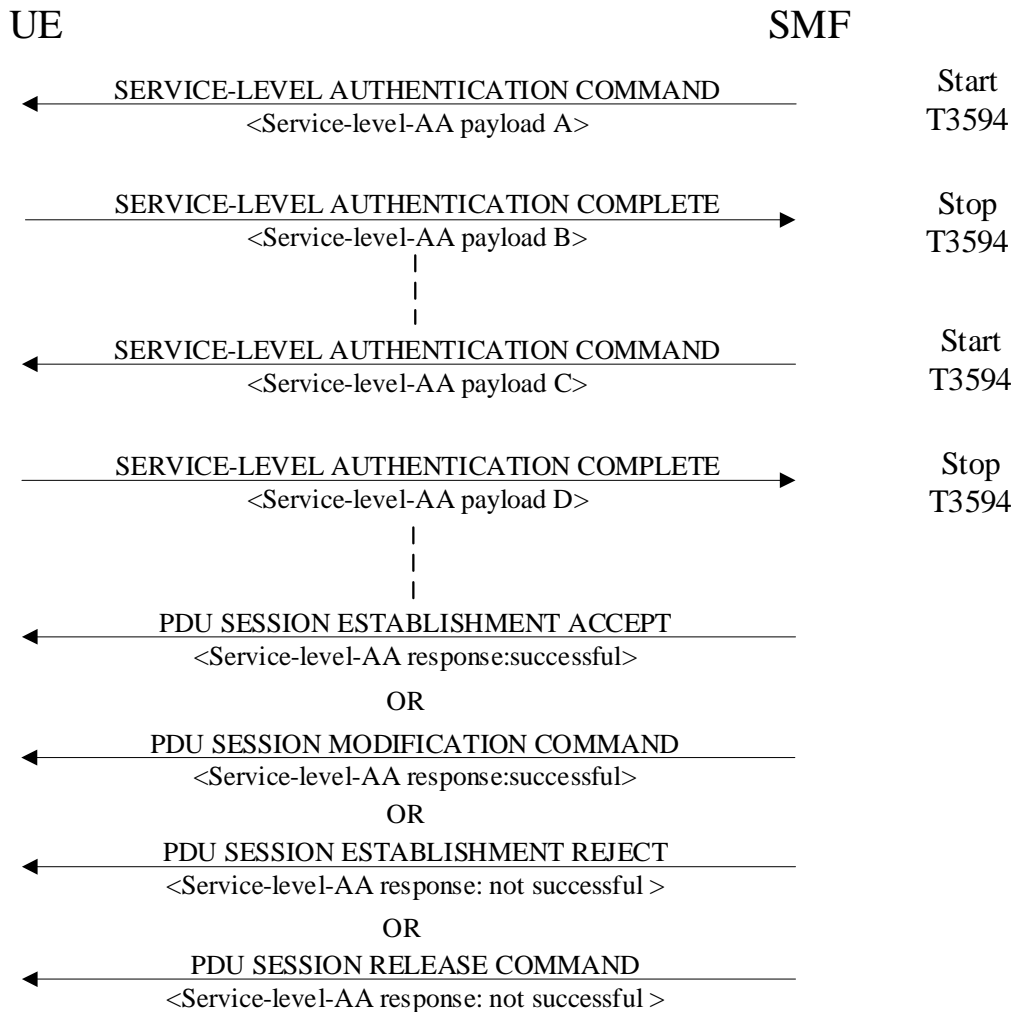 UE SMF
SERVICE-LEVEL AUTHENTICATION COMMAND Start
<Service-level-AA payload A> T3594
SERVICE-LEVEL AUTHENTICATION COMPLETE Stop
<Service-level-AA payload B> T3594
SERVICE-LEVEL AUTHENTICATION COMMAND Start
<Service-level-AA payload C> T3594
SERVICE-LEVEL AUTHENTICATION COMPLETE Stop
<Service-level-AA payload D> T3594
PDU SESSION ESTABLISHMENT ACCEPT
<Service-level-AA response:successful>
OR
PDU SESSION MODIFICATION COMMAND
<Service-level-AA response:successful>
OR
PDU SESSION ESTABLISHMENT REJECT
<Service-level-AA response: not successful >
OR
PDU SESSION RELEASE COMMAND
<Service-level-AA response: not successful >